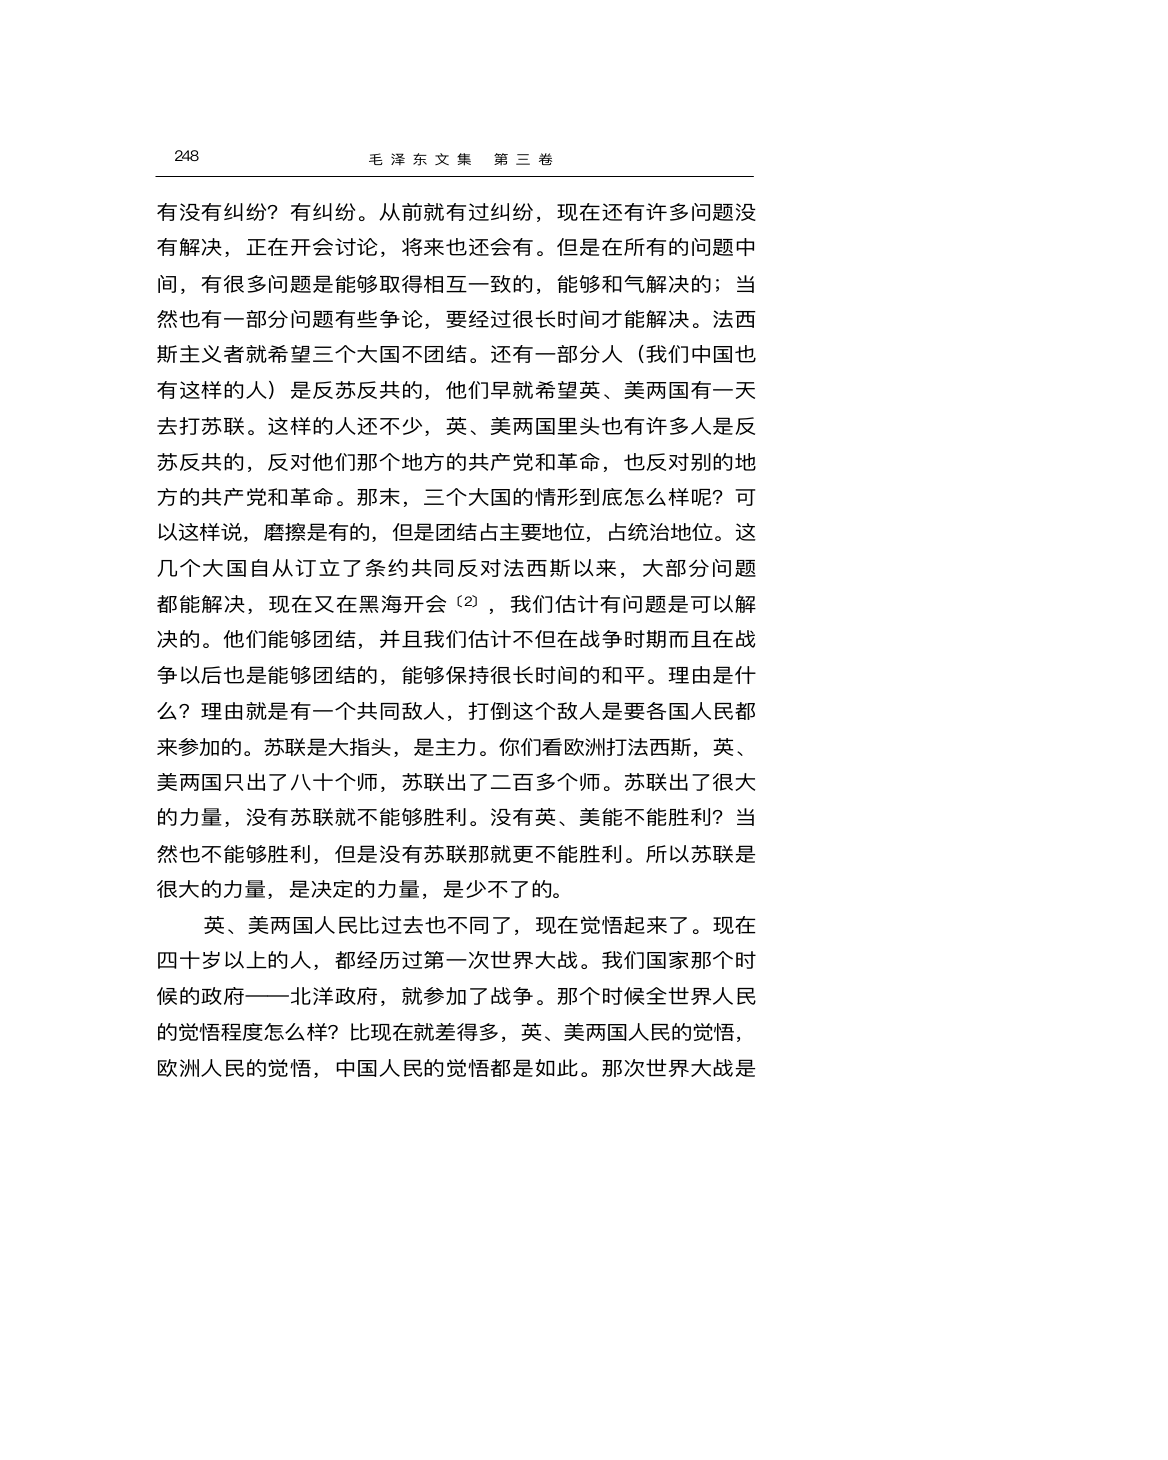 248
毛泽东文集 第三卷
有没有纠纷？有纠纷。从前就有过纠纷，现在还有许多问题没
有解决，正在开会讨论，将来也还会有。但是在所有的问题中
间，有很多问题是能够取得相互一致的，能够和气解决的；当
然也有一部分问题有些争论，要经过很长时间才能解决。法西
斯主义者就希望三个大国不团结。还有一部分人（我们中国也
有这样的人）是反苏反共的，他们早就希望英、美两国有一天
去打苏联。这样的人还不少，英、美两国里头也有许多人是反
苏反共的，反对他们那个地方的共产党和革命，也反对别的地
方的共产党和革命。那末，三个大国的情形到底怎么样呢？可
以这样说，磨擦是有的，但是团结占主要地位，占统治地位。这
几个大国自从订立了条约共同反对法西斯以来，大部分问题
都能解决，现在又在黑海开会〔2〕，我们估计有问题是可以解
决的。他们能够团结，并且我们估计不但在战争时期而且在战
争以后也是能够团结的，能够保持很长时间的和平。理由是什
么？理由就是有一个共同敌人，打倒这个敌人是要各国人民都
来参加的。苏联是大指头，是主力。你们看欧洲打法西斯，英、
美两国只出了八十个师，苏联出了二百多个师。苏联出了很大
的力量，没有苏联就不能够胜利。没有英、美能不能胜利？当
然也不能够胜利，但是没有苏联那就更不能胜利。所以苏联是
很大的力量，是决定的力量，是少不了的。
英、美两国人民比过去也不同了，现在觉悟起来了。现在
四十岁以上的人，都经历过第一次世界大战。我们国家那个时
候的政府——北洋政府，就参加了战争。那个时候全世界人民
的觉悟程度怎么样？比现在就差得多，英、美两国人民的觉悟，
欧洲人民的觉悟，中国人民的觉悟都是如此。那次世界大战是